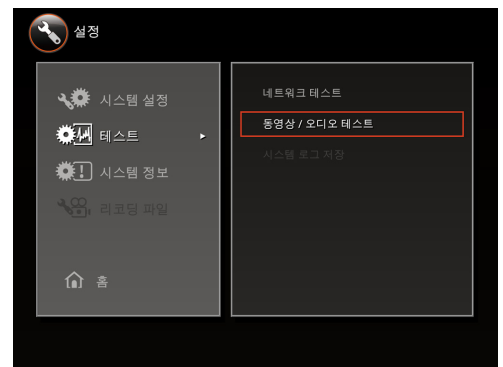 설정
시스템 설정
테스트
시스템 정보
리코딩 파일
홈
네트워크 테스트
동영상 / 오디오 테스트
시스템 로그 저장